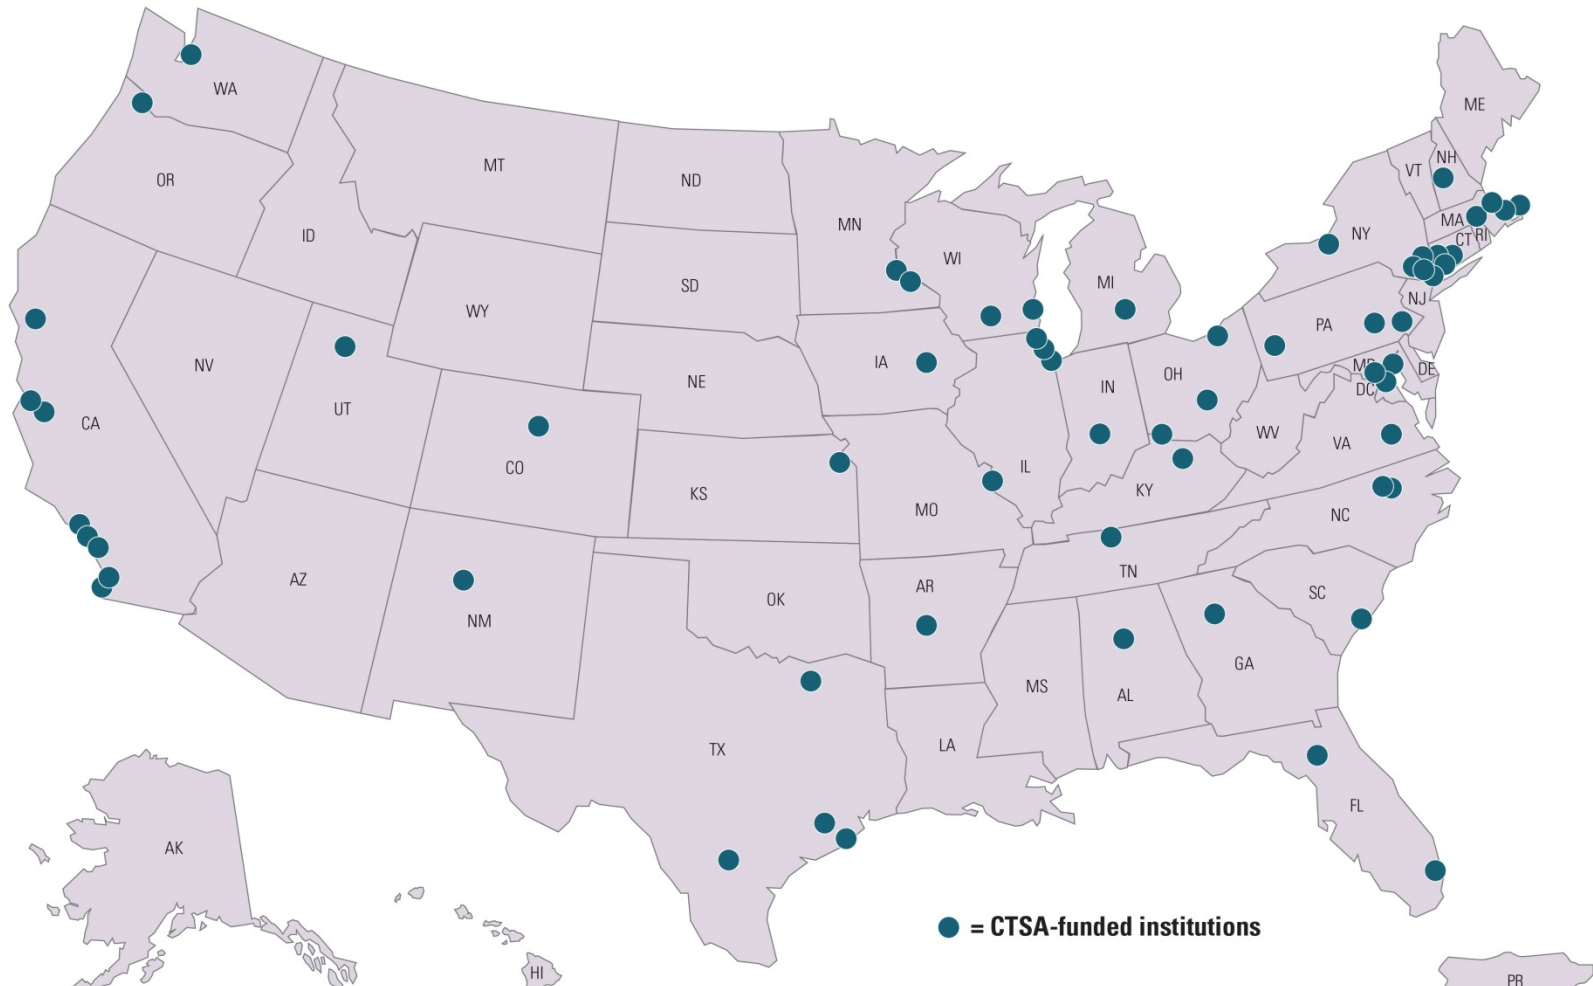 WA
ME
MT
NH
VT
OR
ND
MN
MA
NY
CT
RI
ID
WI
SD
MI
NJ
WY
PA
IA
NV
MD
DE
OH
NE
IN
DC
UT
CA
WV
VA
CO
IL
KS
KY
MO
NC
TN
AZ
AR
OK
SC
NM
GA
MS
AL
LA
TX
FL
AK
= CTSA-funded institutions
HI
PR